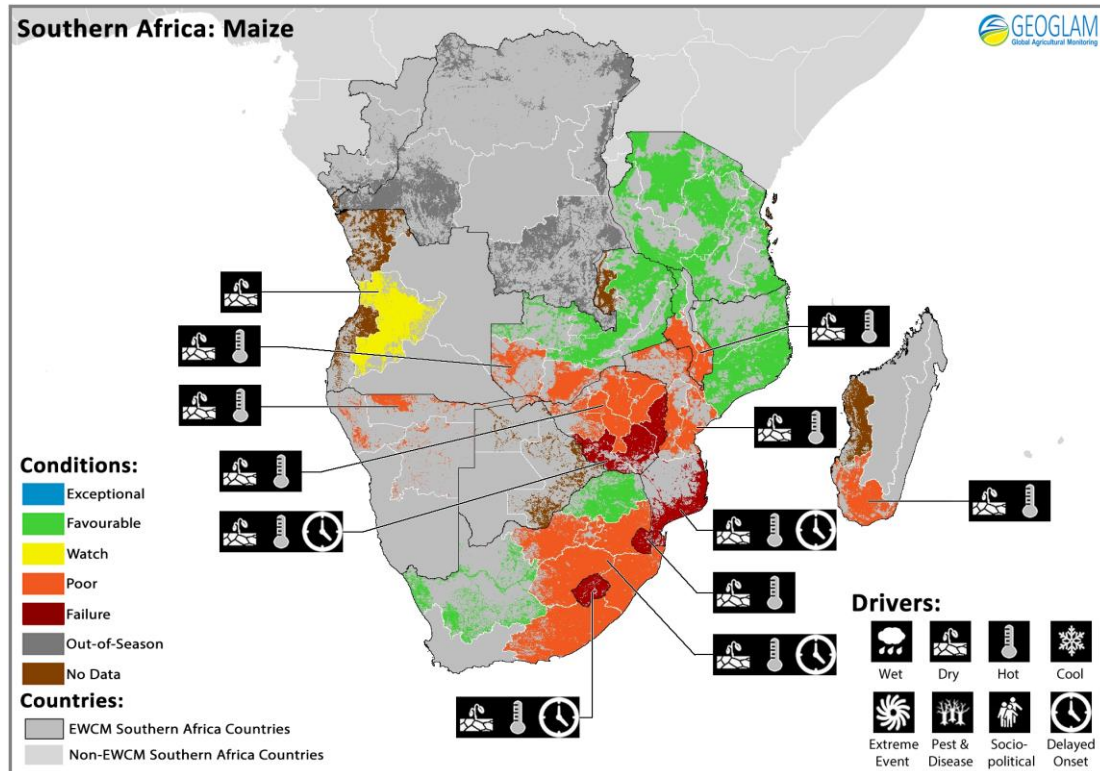 Southern Africa: Maize
GEOGLAM
Global Agricultural Monitoring
Conditions:
Exceptional
Favourable
Watch
Poor
Failure
Out-of-Season
No Data
Countries:
EWCM Southern Africa Countries
Non-EWCM Southern Africa Countries
Drivers:
Wet
Dry
Hot
Cool
Extreme
Event
Pest &
Disease
Socio-
political
Delayed
Onset